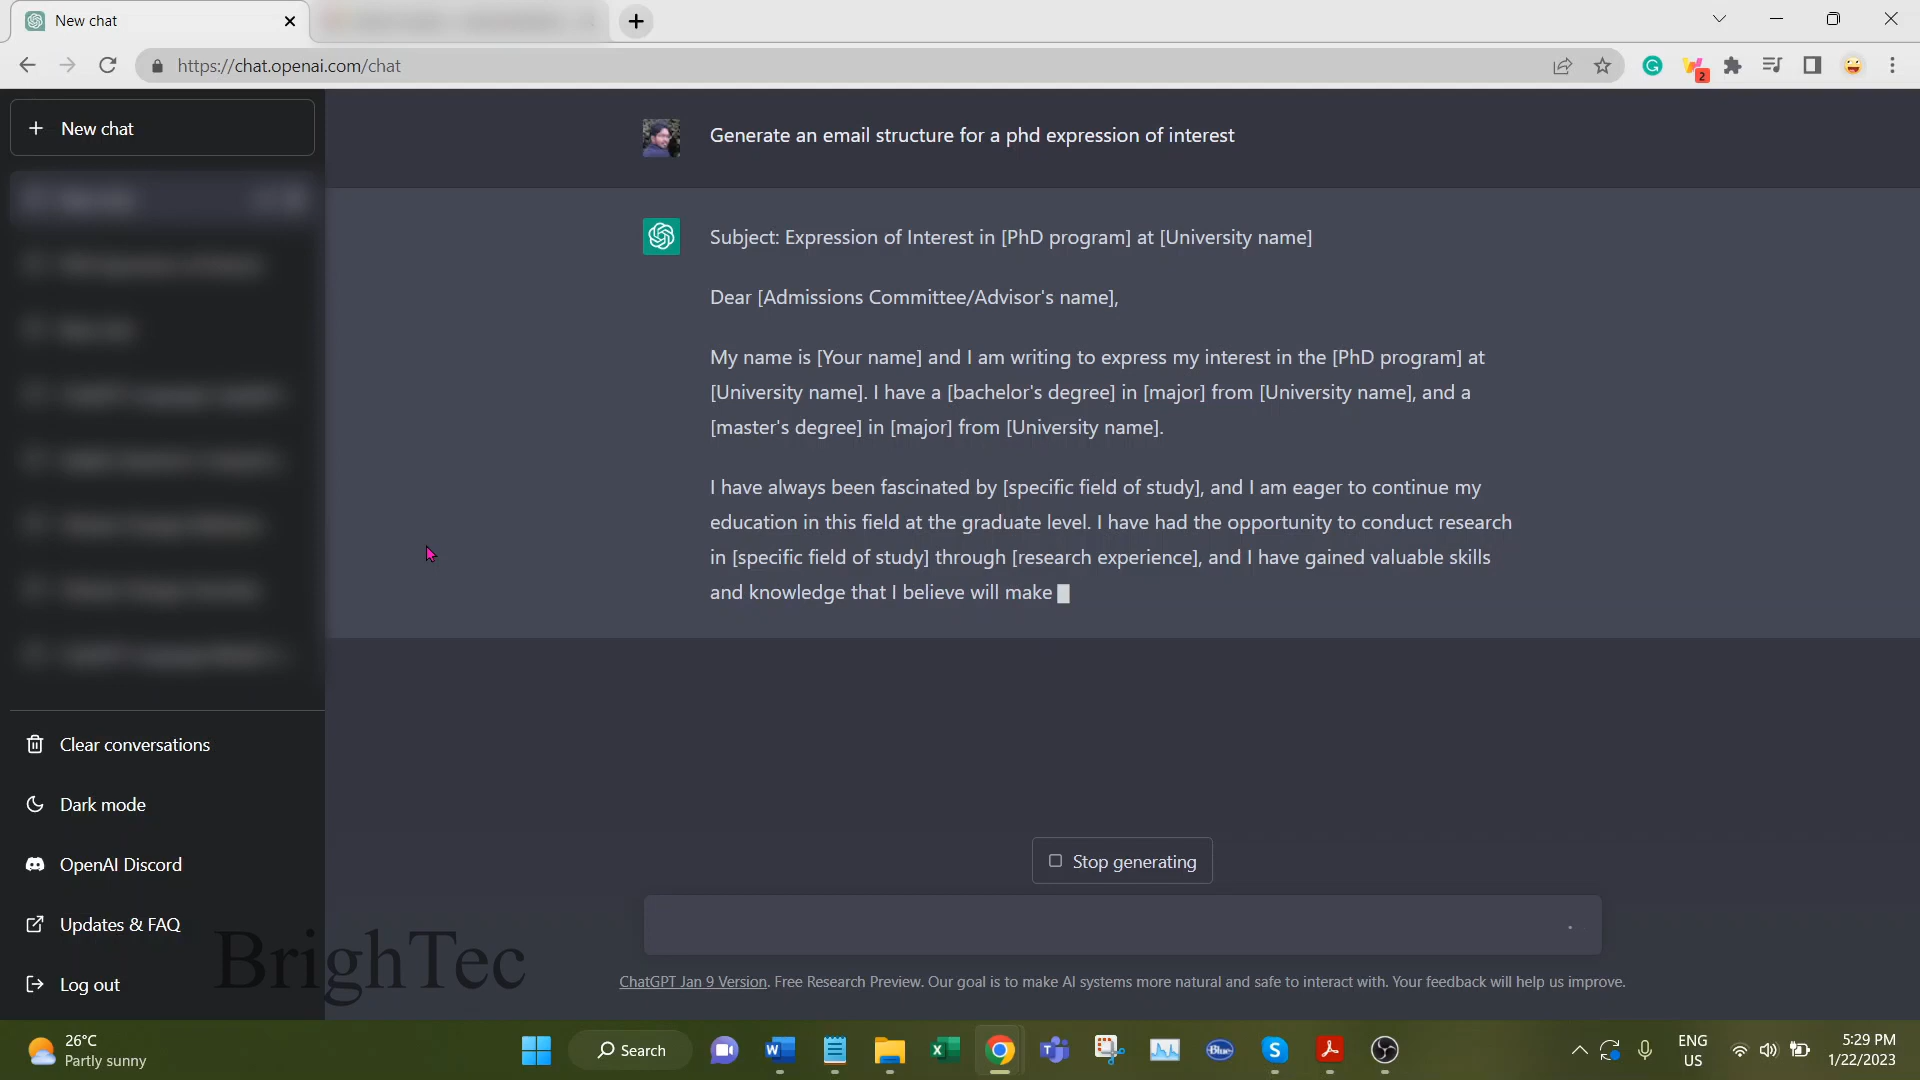 New chat
https://chat.openai.com/chat
2
New chat
Generate an email structure for a phd expression of interest
Subject: Expression of Interest in [PhD program] at [University name]
Dear [Admissions Committee/Advisor's name],
My name is [Your name] and I am writing to express my interest in the [PhD program] at
[University name]. I have a [bachelor's degree] in [major] from [University name], and a
[master's degree] in [major] from [University name].
I have always been fascinated by [specific field of study], and I am eager to continue my
education in this field at the graduate level. I have had the opportunity to conduct research
in [specific field of study] through [research experience], and I have gained valuable skills
and knowledge that I believe will make
Clear conversations
Dark mode
OpenAI Discord
Updates & FAQ
Log out
BrighTec
Stop generating
ChatGPT Jan 9 Version. Free Research Preview. Our goal is to make AI systems more natural and safe to interact with. Your feedback will help us improve.
26°C
Partly sunny
Search
Blue
ENG
US
5:29 PM
1/22/2023